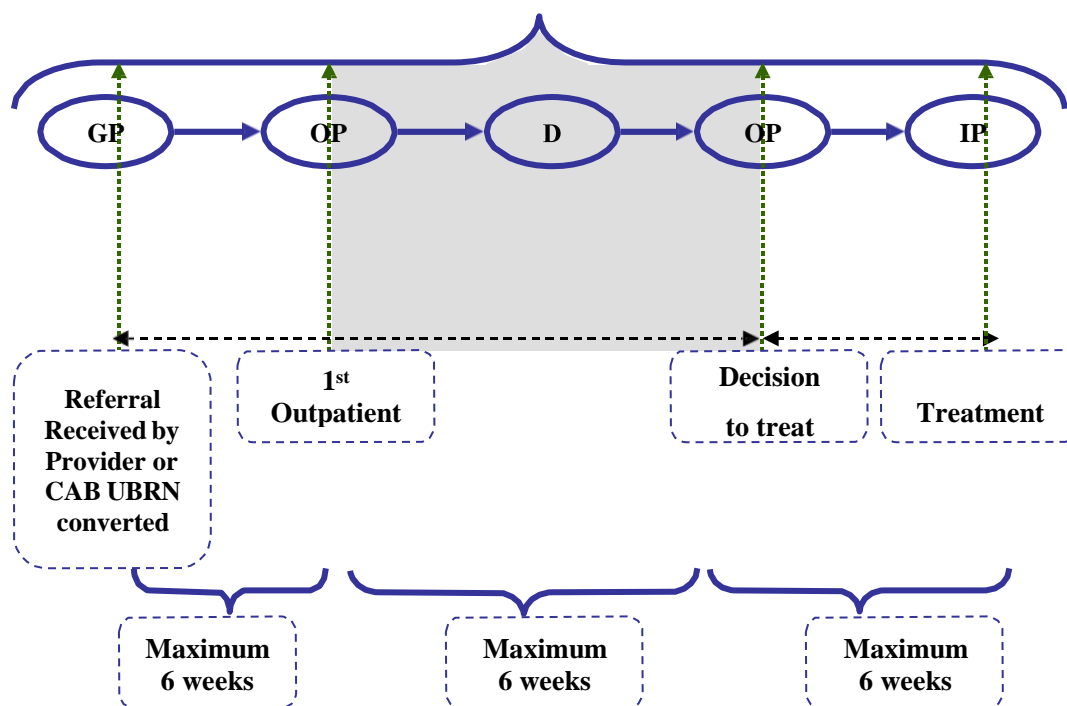 GP
OP
D
OP
IP
Referral
Received by
Provider or
CAB UBRN
converted
1st
Outpatient
Decision
to treat
Treatment
Maximum
6 weeks
Maximum
6 weeks
Maximum
6 weeks